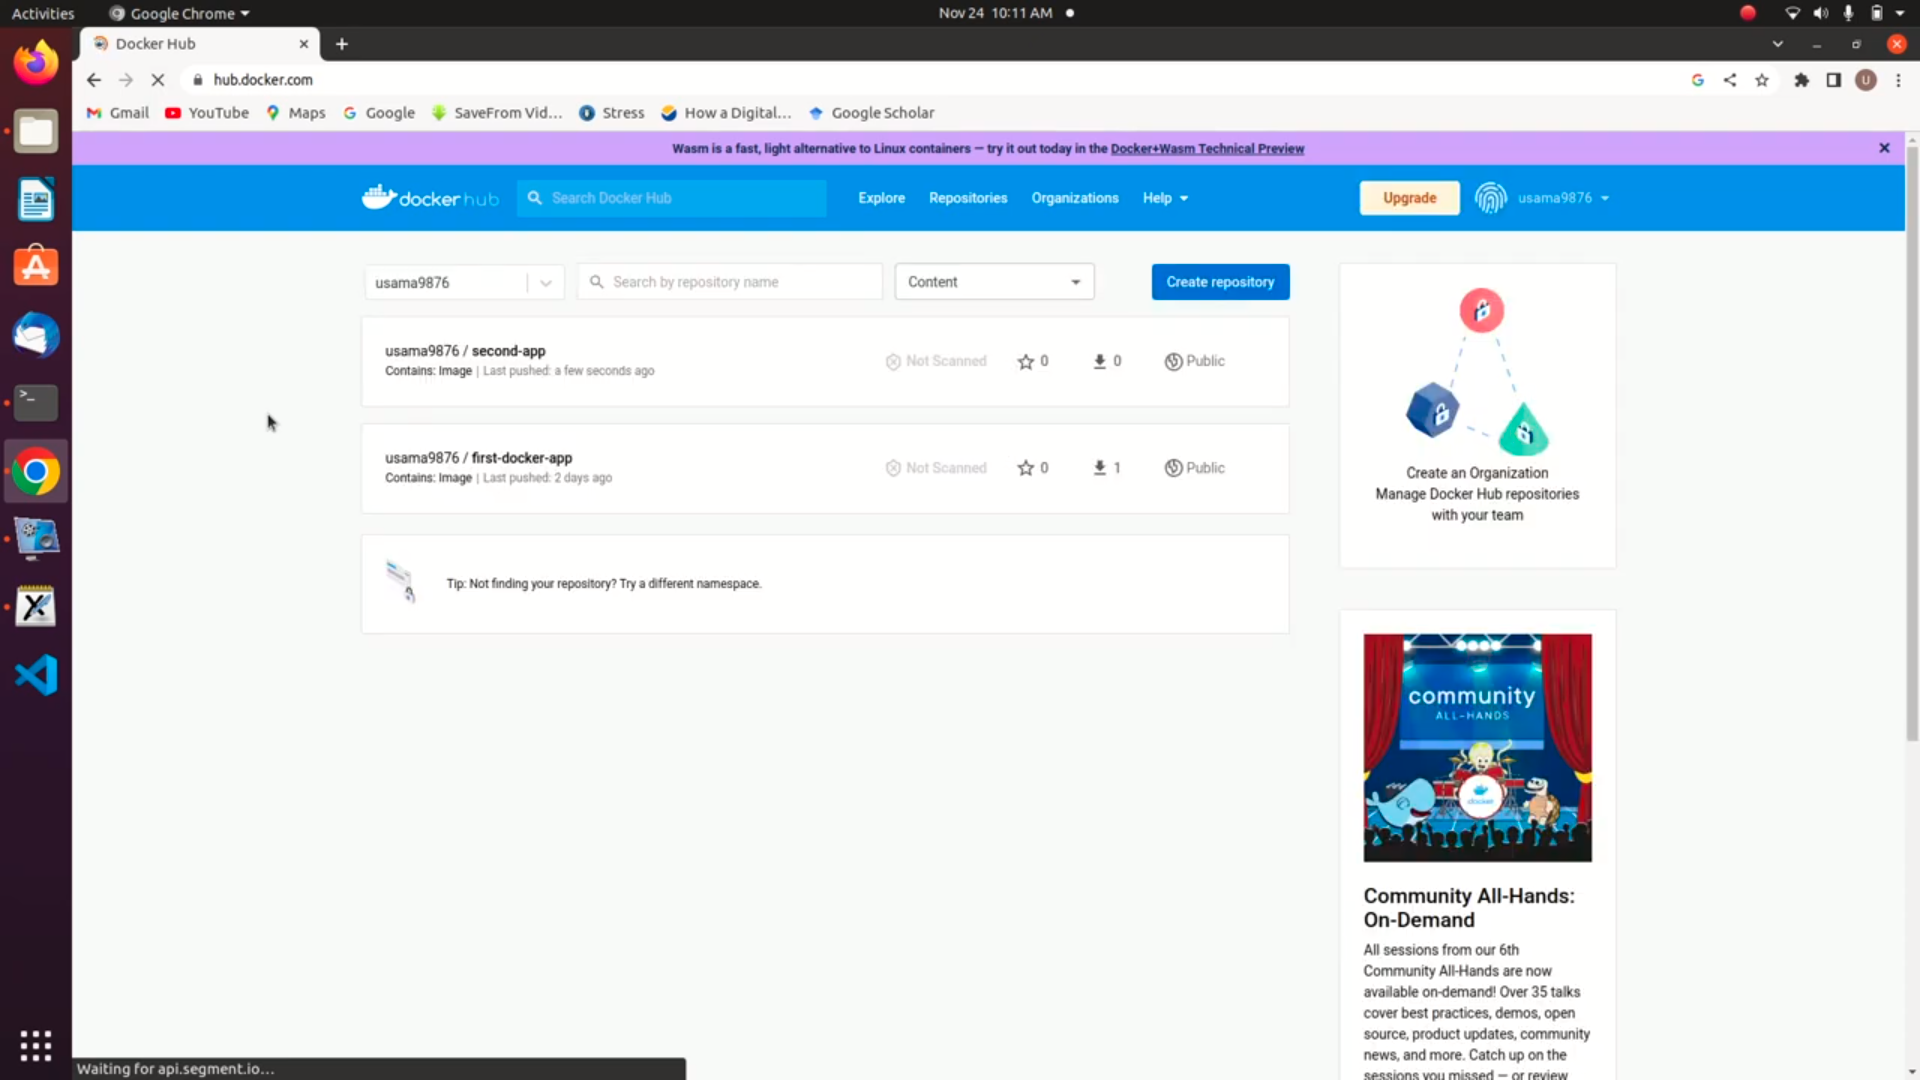 Activities
Google Chrome
Nov 24 10:11 AM
Docker Hub
hub.docker.com
U
Gmail
YouTube
Maps
Google
SaveFrom Vid...
Stress
How a Digital...
Google Scholar
Wasm is a fast, light alternative to Linux containers — try it out today in the Docker+Wasm Technical Preview
docker hub
Search Docker Hub
Explore
Repositories
Organizations
Help
Upgrade
usama9876
usama9876
Search by repository name
Content
Create repository
usama9876 / second-app
Contains: Image | Last pushed: a few seconds ago
Not Scanned
0
0
Public
usama9876 / first-docker-app
Contains: Image | Last pushed: 2 days ago
Not Scanned
0
1
Public
Tip: Not finding your repository? Try a different namespace.
Create an Organization
Manage Docker Hub repositories
with your team
community
ALL-HANDS
docker
Community All-Hands:
On-Demand
All sessions from our 6th
Community All-Hands are now
available on-demand! Over 35 talks
cover best practices, demos, open
source, product updates, community
news, and more. Catch up on the
sessions you missed — or review
Waiting for api.segment.io...